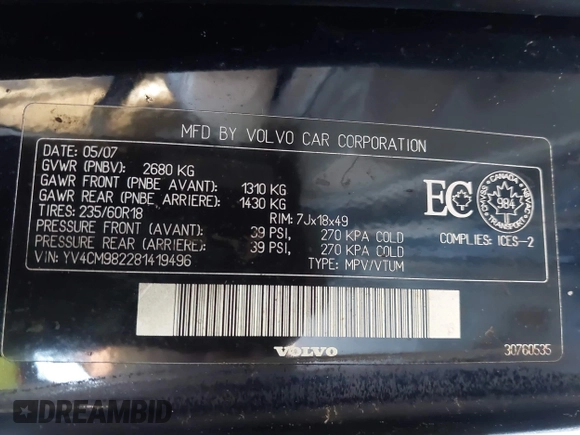 MFD BY VOLVO CAR CORPORATION
DATE: 05/07
GVWR (PNBV): 2680 KG
GAWR FRONT (PNBE AVANT): 1310 KG
GAWR REAR (PNBE ARRIERE): 1430 KG
TIRES: 235/60R18 RIM: 7Jx18x49
PRESSURE FRONT (AVANT): 39 PSI, 270 KPA COLD
PRESSURE REAR (ARRIERE): 39 PSI, 270 KPA COLD
VIN: YV4CM982281419496 TYPE: MPV/VTUM
EC
CANADA
984
CMVSS
NSVAC
COMPLIES: ICES-2
VOLVO
30760535
DREAMBID